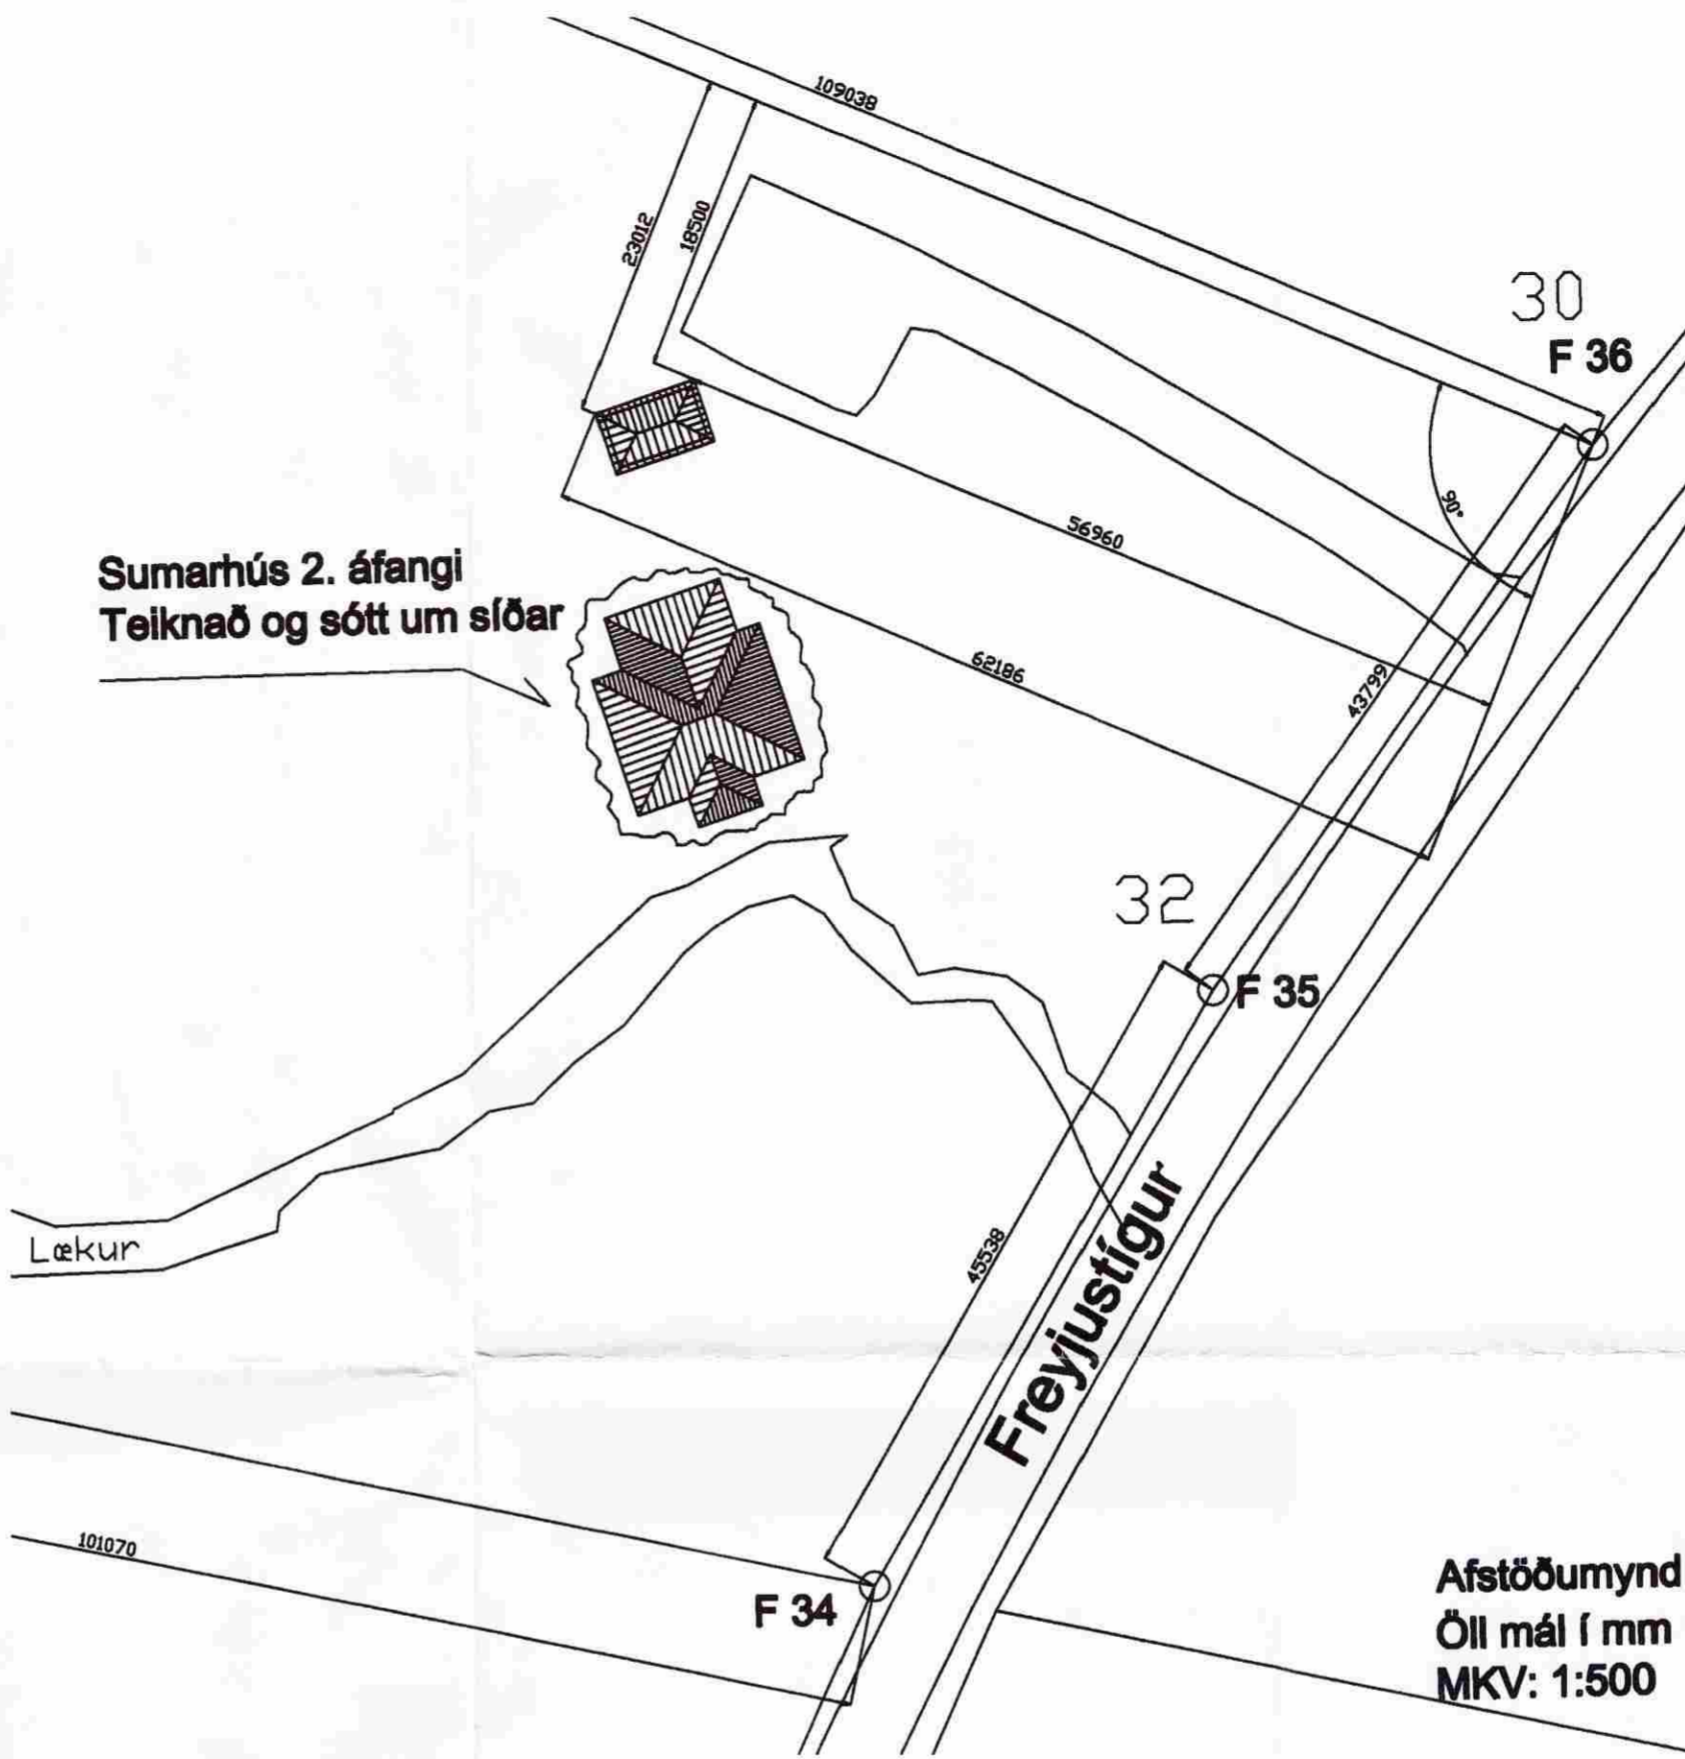 109038
23012
18500
30
F 36
90°
56960
Sumarhús 2. áfangi
Teiknað og sótt um síðar
62186
43799
32
F 35
Lækur
45538
Freyjustígur
101070
F 34
Afstöðumynd
Öll mál í mm
MKV: 1:500